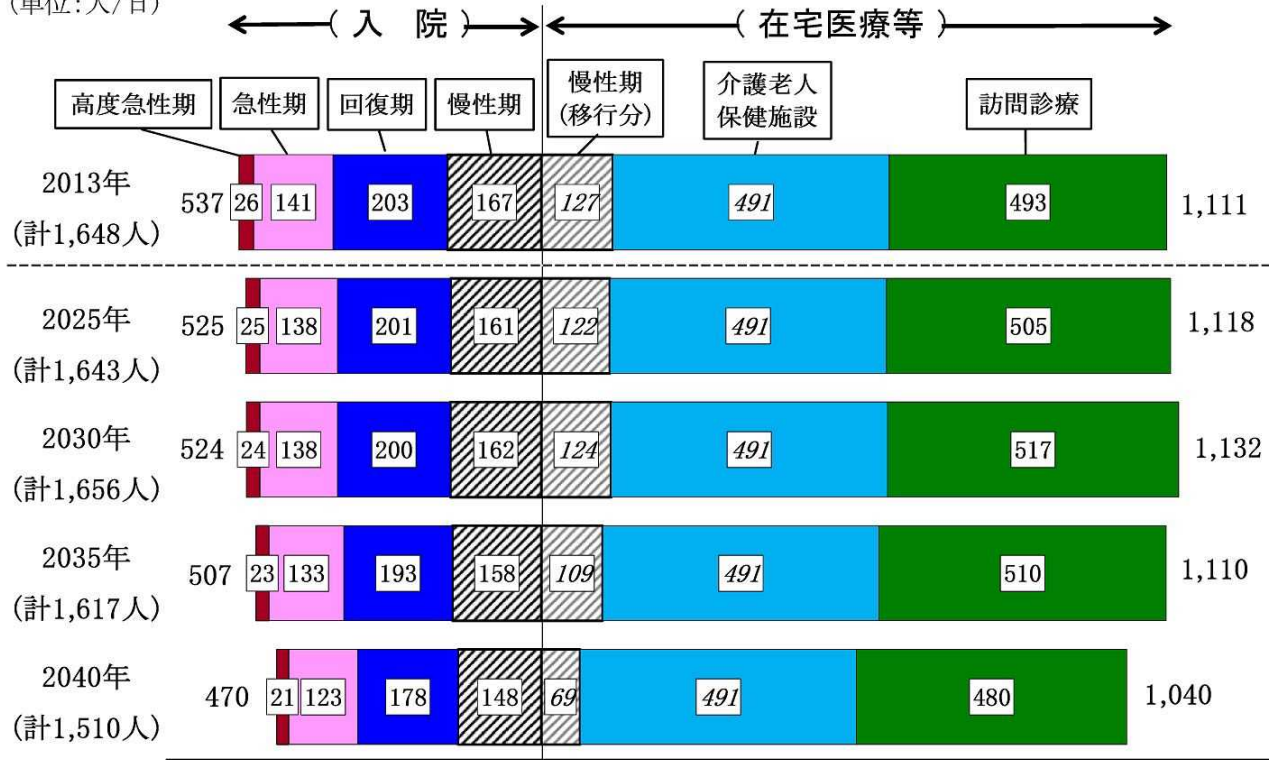 (単位:人/日)
(入 院)
(在宅医療等)
高度急性期
急性期
回復期
慢性期
慢性期
(移行分)
介護老人
保健施設
訪問診療
2013年
(計1,648人)
537 26 141 203 167 127 491 493 1,111
2025年
(計1,643人)
525 25 138 201 161 122 491 505 1,118
2030年
(計1,656人)
524 24 138 200 162 124 491 517 1,132
2035年
(計1,617人)
507 23 133 193 158 109 491 510 1,110
2040年
(計1,510人)
470 21 123 178 148 69 491 480 1,040